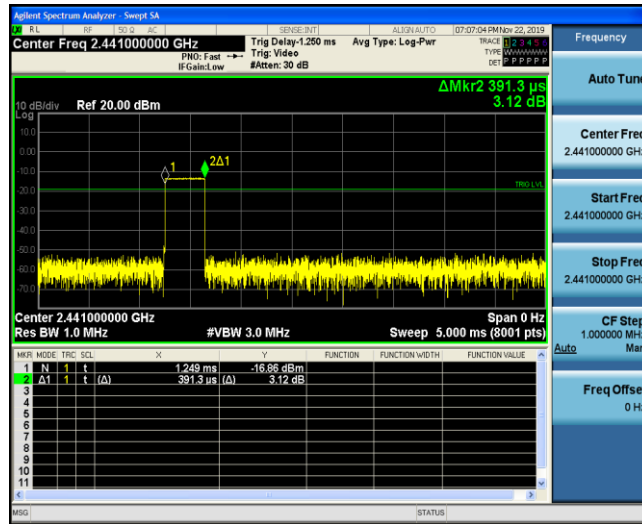 Agilent Spectrum Analyzer - Swept SA
RL RF 50 Ω AC SENSE:INT ALIGN AUTO 07:07:04 PM Nov 22, 2019
Center Freq 2.441000000 GHz
PNO: Fast
IFGain:Low
Trig Delay-1.250 ms
Trig: Video
#Atten: 30 dB
Avg Type: Log-Pwr
TRACE 1 2 3 4 5 6
TYPE WWWWWW
DET P P P P P P
ΔMkr2 391.3 µs
3.12 dB
10 dB/div Ref 20.00 dBm
Log
10.0
0.00
-10.0
-20.0
-30.0
-40.0
-50.0
-60.0
-70.0
1
2Δ1
TRIG LVL
Center 2.441000000 GHz Span 0 Hz
Res BW 1.0 MHz #VBW 3.0 MHz Sweep 5.000 ms (8001 pts)
MKR MODE TRC SCL X Y FUNCTION FUNCTION WIDTH FUNCTION VALUE
1 N 1 t 1.249 ms -16.86 dBm
2 Δ1 1 t (Δ) 391.3 µs (Δ) 3.12 dB
3
4
5
6
7
8
9
10
11
MSG STATUS
Frequency
Auto Tune
Center Freq
2.441000000 GHz
Start Freq
2.441000000 GHz
Stop Freq
2.441000000 GHz
CF Step
1.000000 MHz
Auto Man
Freq Offset
0 Hz